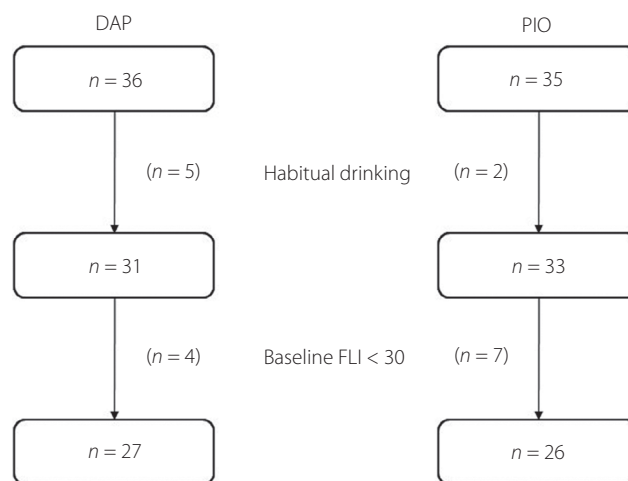 DAP PIO
n = 36 n = 35
(n = 5) Habitual drinking (n = 2)
n = 31 n = 33
(n = 4) Baseline FLI < 30 (n = 7)
n = 27 n = 26